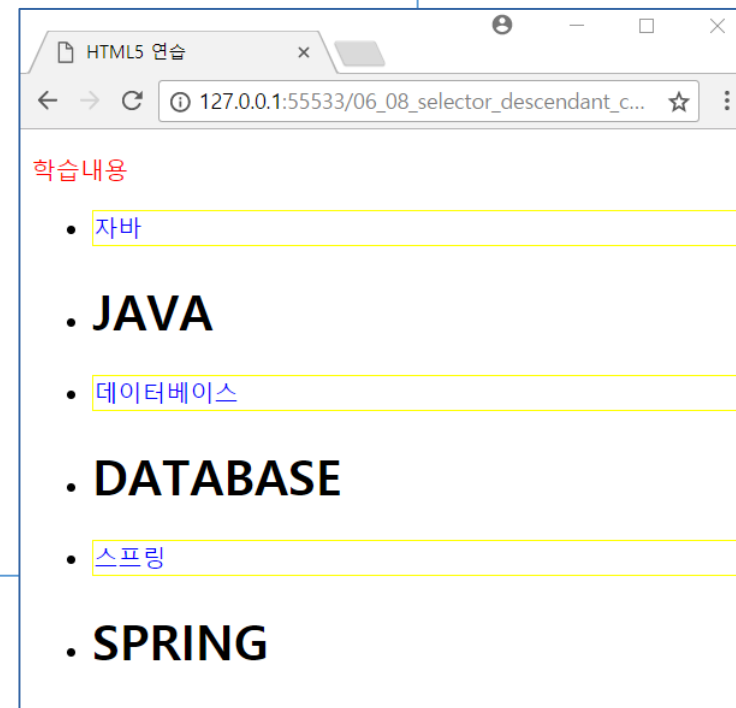 HTML5 연습
127.0.0.1:55533/06_08_selector_descendant_c...
학습내용
자바
JAVA
데이터베이스
DATABASE
스프링
SPRING